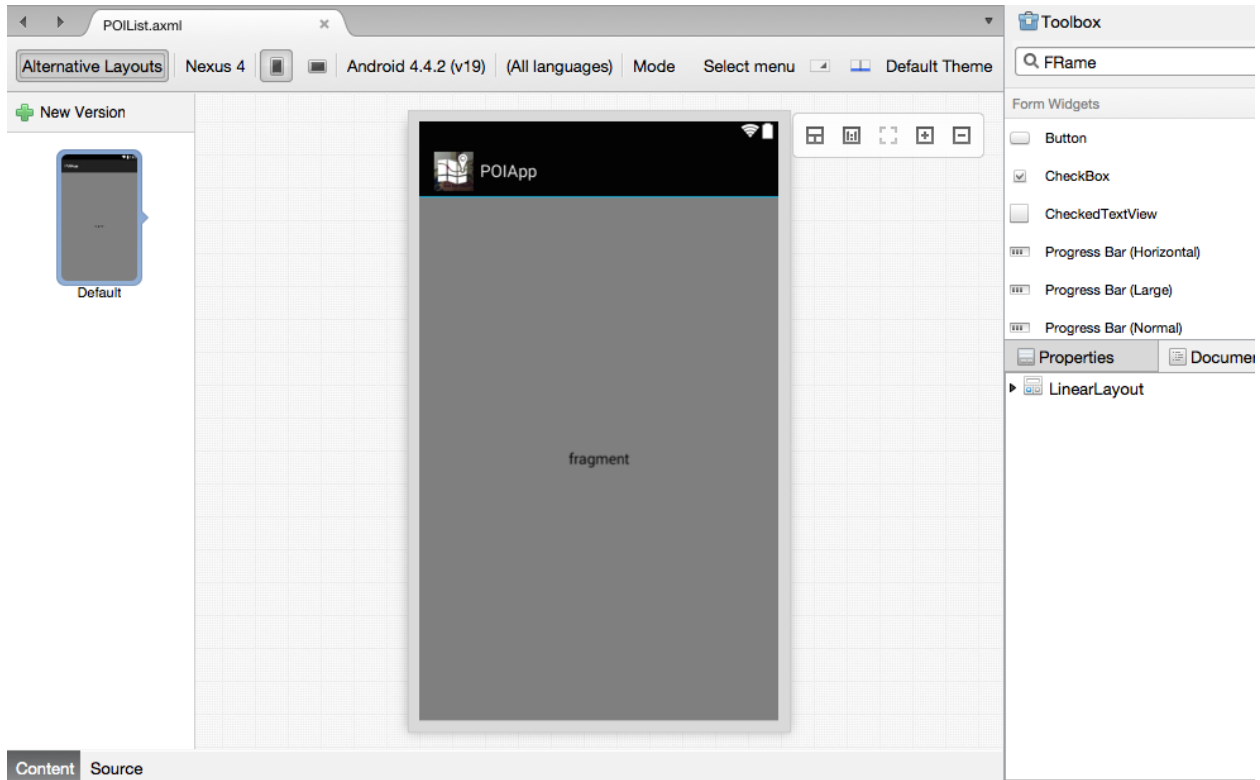 POIList.axml
Toolbox
Alternative Layouts Nexus 4 Android 4.4.2 (v19) (All languages) Mode Select menu Default Theme
FRame
New Version
Form Widgets
Button
CheckBox
CheckedTextView
Progress Bar (Horizontal)
Progress Bar (Large)
Progress Bar (Normal)
Default
POIApp
Properties Documen
LinearLayout
fragment
Content Source